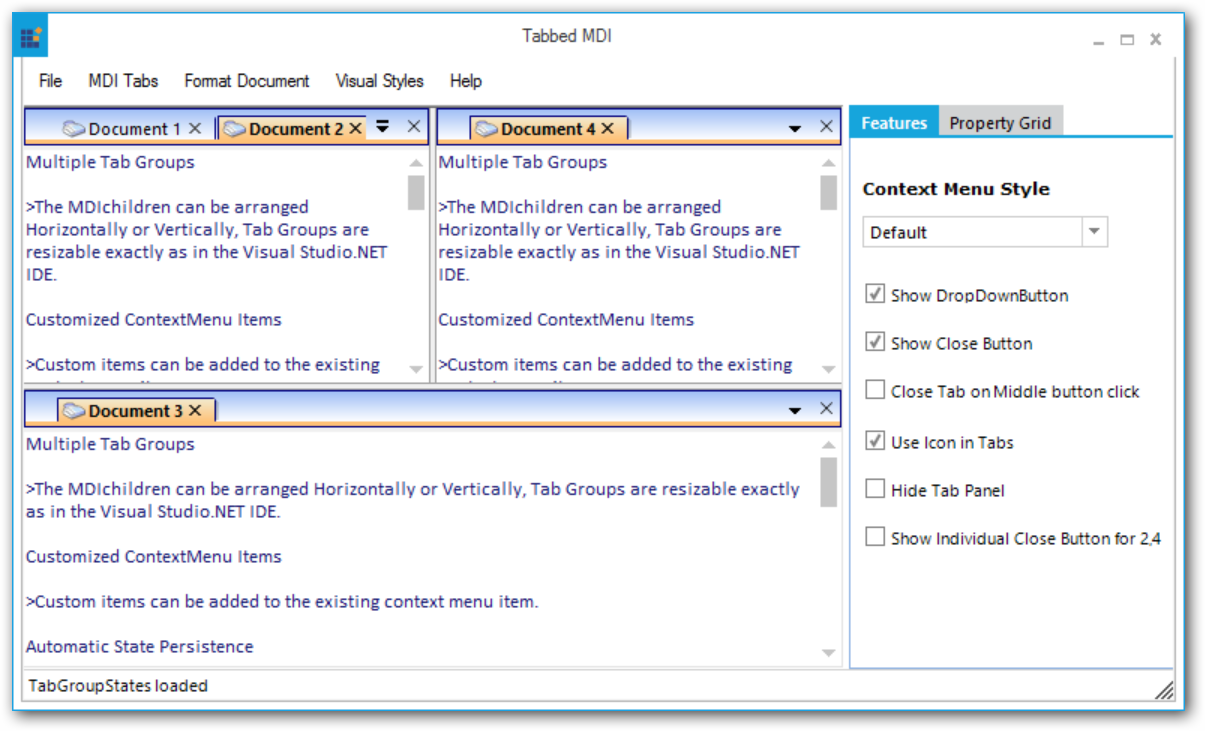 Tabbed MDI
File MDI Tabs Format Document Visual Styles Help
Document 1 Document 2
Multiple Tab Groups
>The MDIchildren can be arranged
Horizontally or Vertically, Tab Groups are
resizable exactly as in the Visual Studio.NET
IDE.
Customized ContextMenu Items
>Custom items can be added to the existing
Document 4
Multiple Tab Groups
>The MDIchildren can be arranged
Horizontally or Vertically, Tab Groups are
resizable exactly as in the Visual Studio.NET
IDE.
Customized ContextMenu Items
>Custom items can be added to the existing
Document 3
Multiple Tab Groups
>The MDIchildren can be arranged Horizontally or Vertically, Tab Groups are resizable exactly
as in the Visual Studio.NET IDE.
Customized ContextMenu Items
>Custom items can be added to the existing context menu item.
Automatic State Persistence
Features Property Grid
Context Menu Style
Default
Show DropDownButton
Show Close Button
Close Tab on Middle button click
Use Icon in Tabs
Hide Tab Panel
Show Individual Close Button for 2,4
TabGroupStates loaded